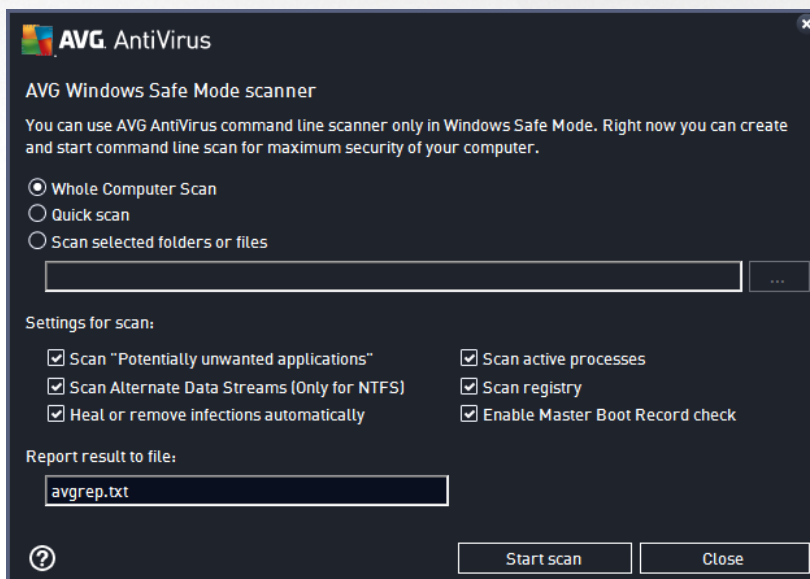 AVG. AntiVirus
AVG Windows Safe Mode scanner
You can use AVG AntiVirus command line scanner only in Windows Safe Mode. Right now you can create
and start command line scan for maximum security of your computer.
Whole Computer Scan
Quick scan
Scan selected folders or files
...
Settings for scan:
Scan "Potentially unwanted applications"
Scan active processes
Scan Alternate Data Streams (Only for NTFS)
Scan registry
Heal or remove infections automatically
Enable Master Boot Record check
Report result to file:
avgrep.txt
?
Start scan
Close